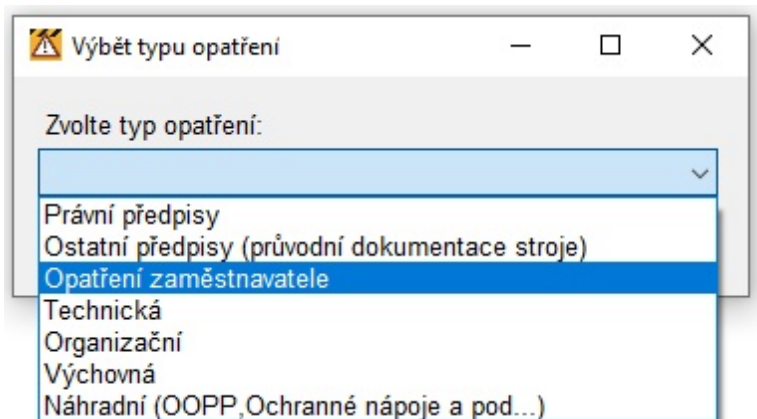 Výbět typu opatření
Zvolte typ opatření:
Právní předpisy
Ostatní předpisy (průvodní dokumentace stroje)
Opatření zaměstnavatele
Technická
Organizační
Výchovná
Náhradní (OOPP,Ochranné nápoje a pod...)